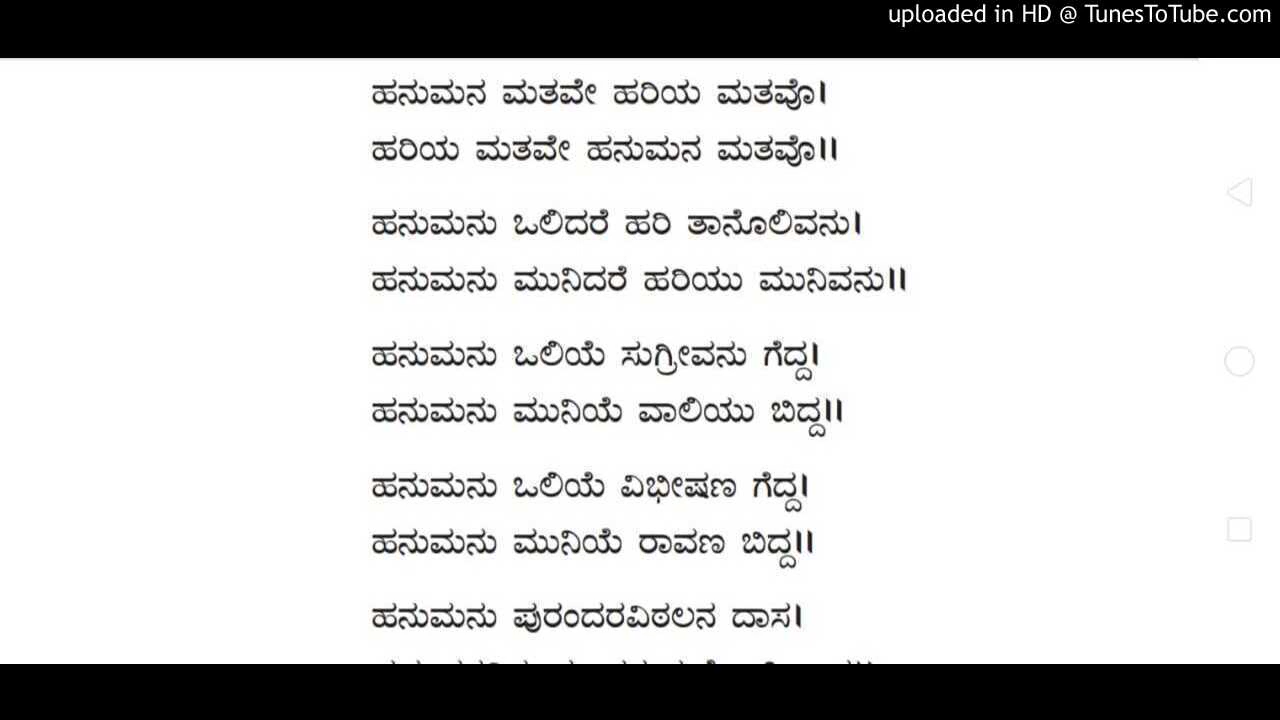 uploaded in HD @ TunesToTube.com
ಹನುಮನ ಮತವೇ ಹರಿಯ ಮತವೊ।
ಹರಿಯ ಮತವೇ ಹನುಮನ ಮತವೊ॥
ಹನುಮನು ಒಲಿದರೆ ಹರಿ ತಾನೊಲಿವನು।
ಹನುಮನು ಮುನಿದರೆ ಹರಿಯು ಮುನಿವನು॥
ಹನುಮನು ಒಲಿಯೆ ಸುಗ್ರೀವನು ಗೆದ್ದ।
ಹನುಮನು ಮುನಿಯೆ ವಾಲಿಯು ಬಿದ್ದ॥
ಹನುಮನು ಒಲಿಯೆ ವಿಭೀಷಣ ಗೆದ್ದ।
ಹನುಮನು ಮುನಿಯೆ ರಾವಣ ಬಿದ್ದ॥
ಹನುಮನು ಪುರಂದರವಿಠಲನ ದಾಸ।